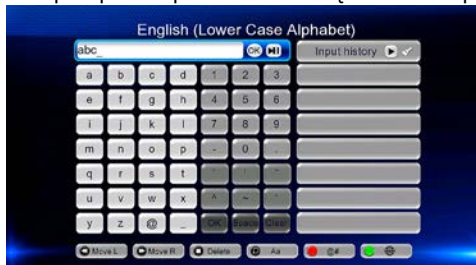 English (Lower Case Alphabet)
abc_ OK Input history
a b c d 1 2 3
e f g h 4 5 6
i j k l 7 8 9
m n o p - 0 .
q r s t
u v w x
y z @ _ OK Space Clear
Move L Move R Delete Aa @#